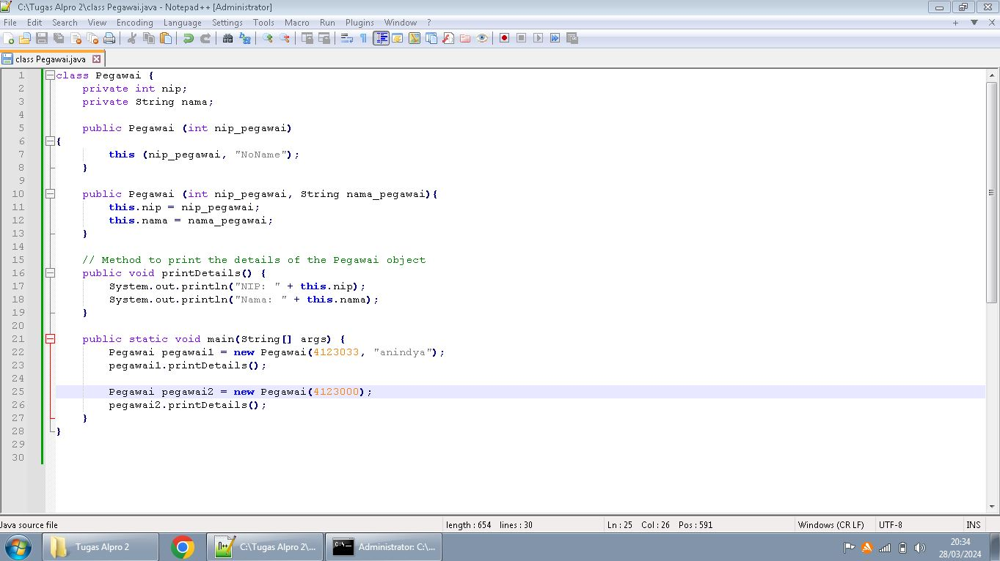 C:\Tugas Alpro 2\class Pegawai.java - Notepad++ [Administrator]
File Edit Search View Encoding Language Settings Tools Macro Run Plugins Window ?
class Pegawai.java
1 class Pegawai {
2 private int nip;
3 private String nama;
4
5 public Pegawai (int nip_pegawai)
6 {
7 this (nip_pegawai, "NoName");
8 }
9
10 public Pegawai (int nip_pegawai, String nama_pegawai){
11 this.nip = nip_pegawai;
12 this.nama = nama_pegawai;
13 }
14
15 // Method to print the details of the Pegawai object
16 public void printDetails() {
17 System.out.println("NIP: " + this.nip);
18 System.out.println("Nama: " + this.nama);
19 }
20
21 public static void main(String[] args) {
22 Pegawai pegawai1 = new Pegawai(4123033, "anindya");
23 pegawai1.printDetails();
24
25 Pegawai pegawai2 = new Pegawai(4123000);
26 pegawai2.printDetails();
27 }
28 }
29
30
Java source file length : 654 lines : 30 Ln : 25 Col : 26 Pos : 591 Windows (CR LF) UTF-8 INS
Tugas Alpro 2 C:\Tugas Alpro 2\... Administrator: C:\... 20:34
28/03/2024